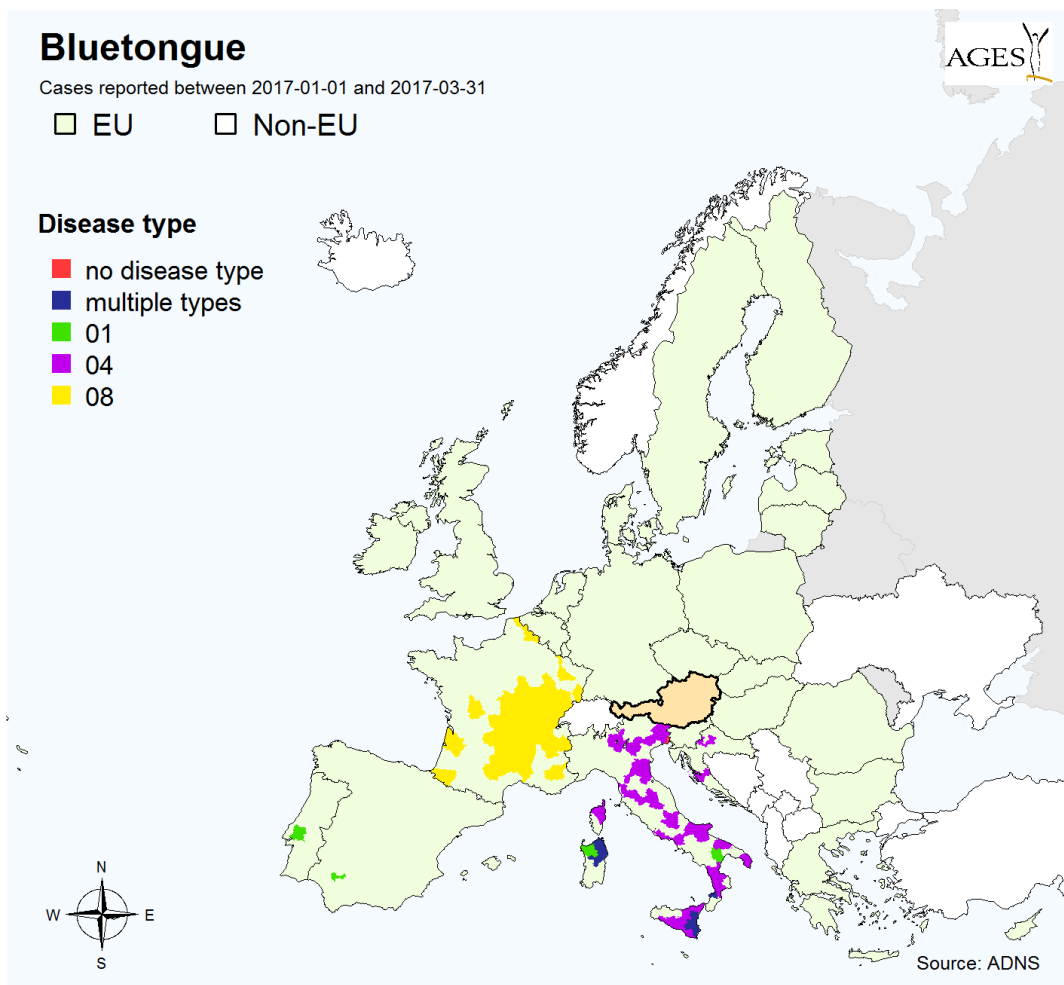 Bluetongue
AGES
Cases reported between 2017-01-01 and 2017-03-31
EU
Non-EU
Disease type
no disease type
multiple types
01
04
08
N
W
E
S
Source: ADNS